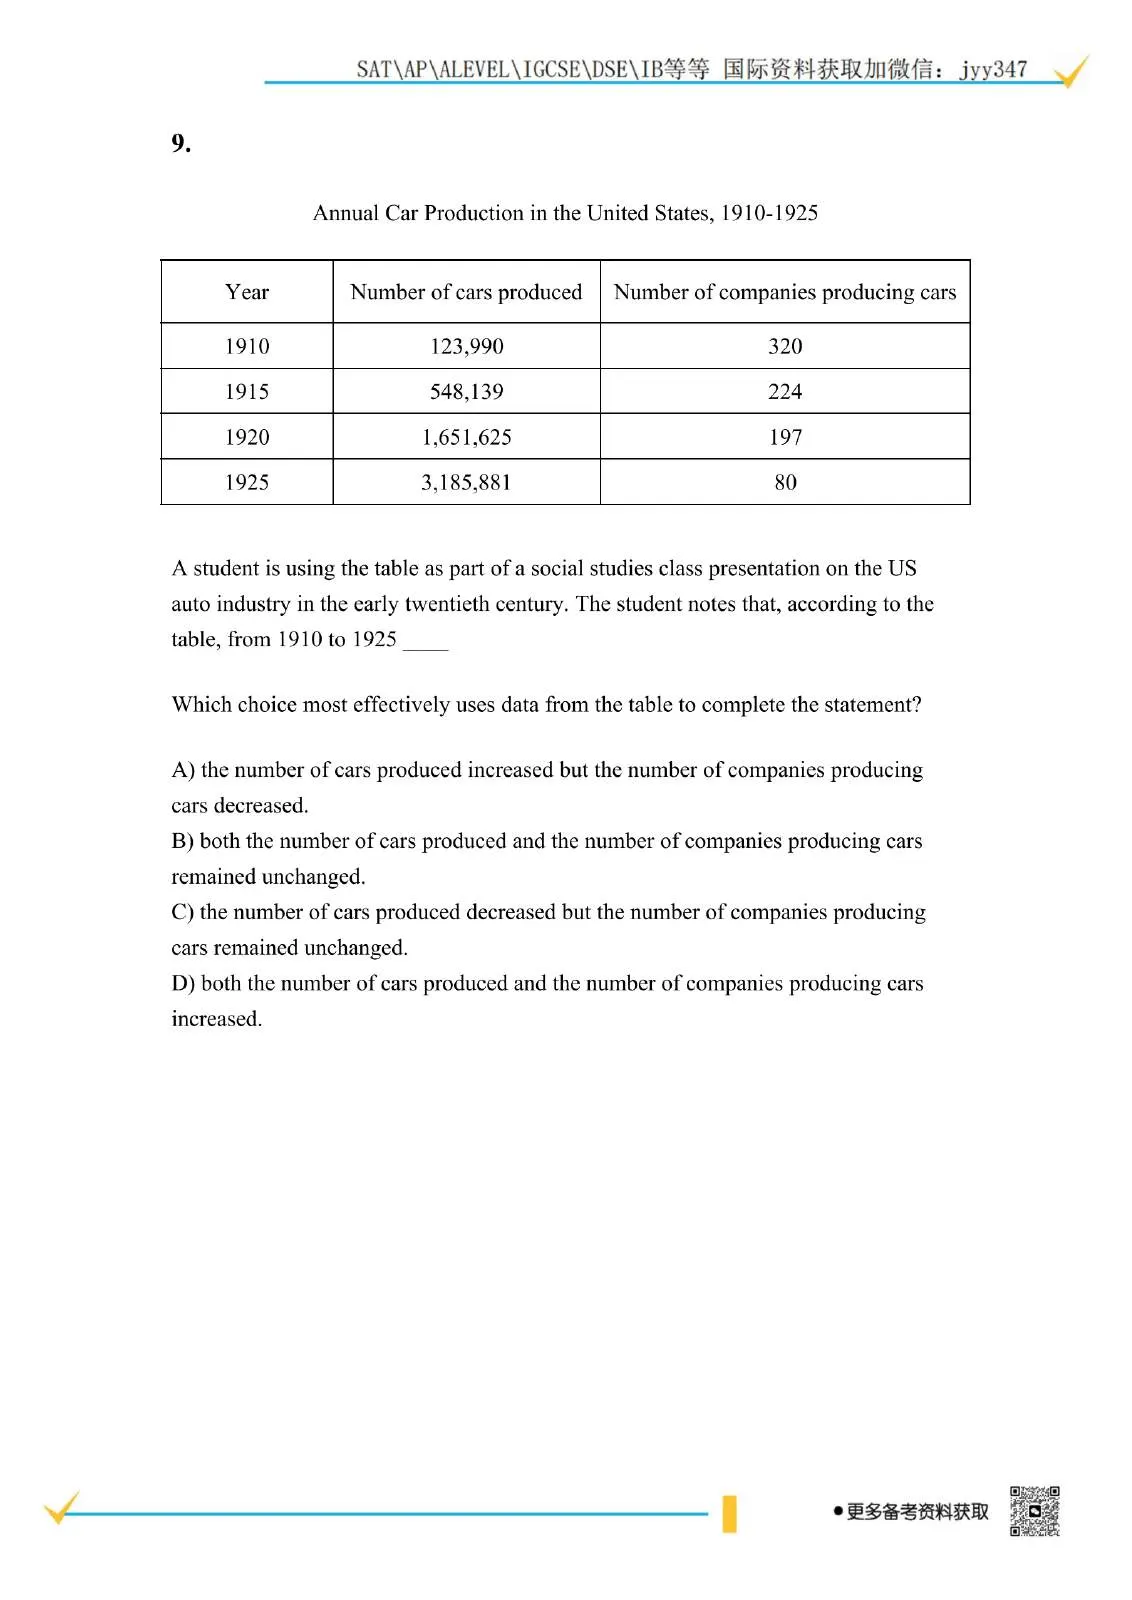 SAT\AP\ALEVEL\IGCSE\DSE\IB等等 国际资料获取加微信：jyy347
9.
Annual Car Production in the United States, 1910-1925
Year Number of cars produced Number of companies producing cars
1910 123,990 320
1915 548,139 224
1920 1,651,625 197
1925 3,185,881 80
A student is using the table as part of a social studies class presentation on the US
auto industry in the early twentieth century. The student notes that, according to the
table, from 1910 to 1925 ____
Which choice most effectively uses data from the table to complete the statement?
A) the number of cars produced increased but the number of companies producing
cars decreased.
B) both the number of cars produced and the number of companies producing cars
remained unchanged.
C) the number of cars produced decreased but the number of companies producing
cars remained unchanged.
D) both the number of cars produced and the number of companies producing cars
increased.
●更多备考资料获取